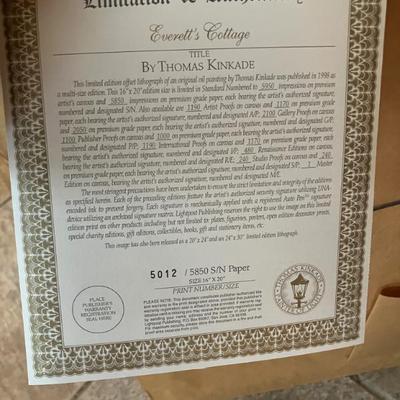 Limitation & Authenticity
Everett's Cottage
TITLE
BY THOMAS KINKADE
This limited edition offset lithograph of an original oil painting by Thomas Kinkade was published in 1998 as
a multi-size edition. This 16" x 20" edition size is limited in Standard Numbered to 5950 impressions on
artist's canvas and 5850 impressions on premium grade paper, each bearing the artist's authorized signature,
numbered and designated S/N. Also available are 1190 Artist Proofs on canvas and 1170 on premium grade
paper, each bearing the artist's authorized signature, numbered and designated A/P; 2100 Gallery Proofs on canvas
and 2050 on premium grade paper, each bearing the artist's authorized signature, numbered and designated G/P;
1100 Publisher Proofs on canvas and 1000 on premium grade paper, each bearing the artist's authorized signature, numbered
and designated P/P; 1190 International Proofs on canvas and 1170 on premium grade paper, each
bearing the artist's authorized signature, numbered and designated I/P; 480 Renaissance Editions on canvas,
bearing the artist's authorized signature, numbered and designated R/E; 240 Studio Proofs on canvas and 240
on premium grade paper, each bearing the artist's authorized signature, numbered and designated S/P; 1 Master
Edition on canvas, bearing the artist's authorized signature, numbered and designated M/E.
The most stringent precautions have been undertaken to ensure the strict limitation and integrity of the editions
as specified herein. Each of the preceding editions feature the artist's authorized security signature utilizing DNA-
encoded ink to prevent forgery. Each signature is mechanically applied with a registered Auto Pen™ signature
device utilizing an archived signature matrix. Lightpost Publishing reserves the right to use the image on this limited
edition print on other products including but not limited to: plates, figurines, posters, open edition decorator prints,
special charity editions, gift editions, collectibles, books, gift and stationery items, etc.
This image has also been released as a 20" x 24" and an 24" x 30" limited edition lithograph.
5012 / 5850 S/N Paper
SIZE 16" X 20"
PRINT NUMBER/SIZE
PLACE
PUBLISHER'S
WARRANTY
REGISTRATION
SEAL HERE
THOMAS KINKADE
PAINTER OF LIGHT